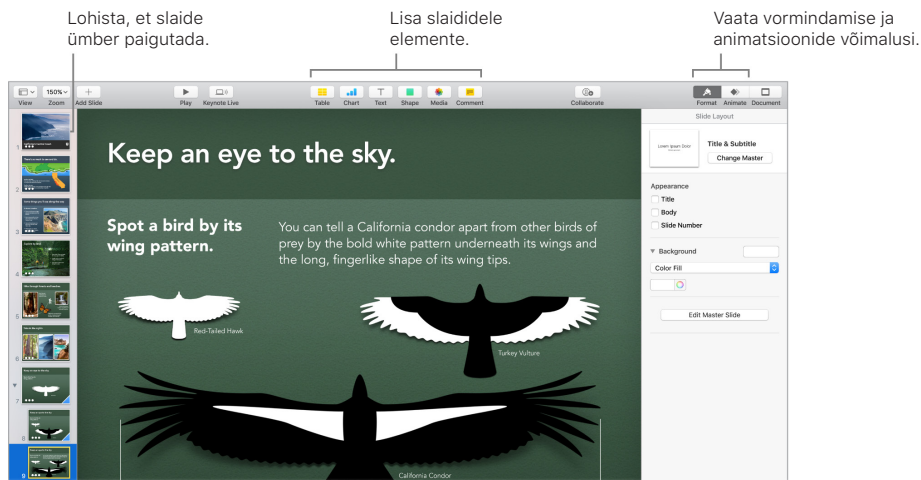 Lohista, et slaide
ümber paigutada.
Lisa slaididele
elemente.
Vaata vormindamise ja
animatsioonide võimalusi.
150%
View Zoom Add Slide Play Keynote Live Table Chart Text Shape Media Comment Collaborate Format Animate Document
Slide Layout
Title & Subtitle
Change Master
Appearance
Title
Body
Slide Number
Background
Color Fill
Edit Master Slide
1
2
3
4
5
6
7
8
9
Keep an eye to the sky.
Spot a bird by its
wing pattern.
You can tell a California condor apart from other birds of
prey by the bold white pattern underneath its wings and
the long, fingerlike shape of its wing tips.
Red-Tailed Hawk
Turkey Vulture
California Condor